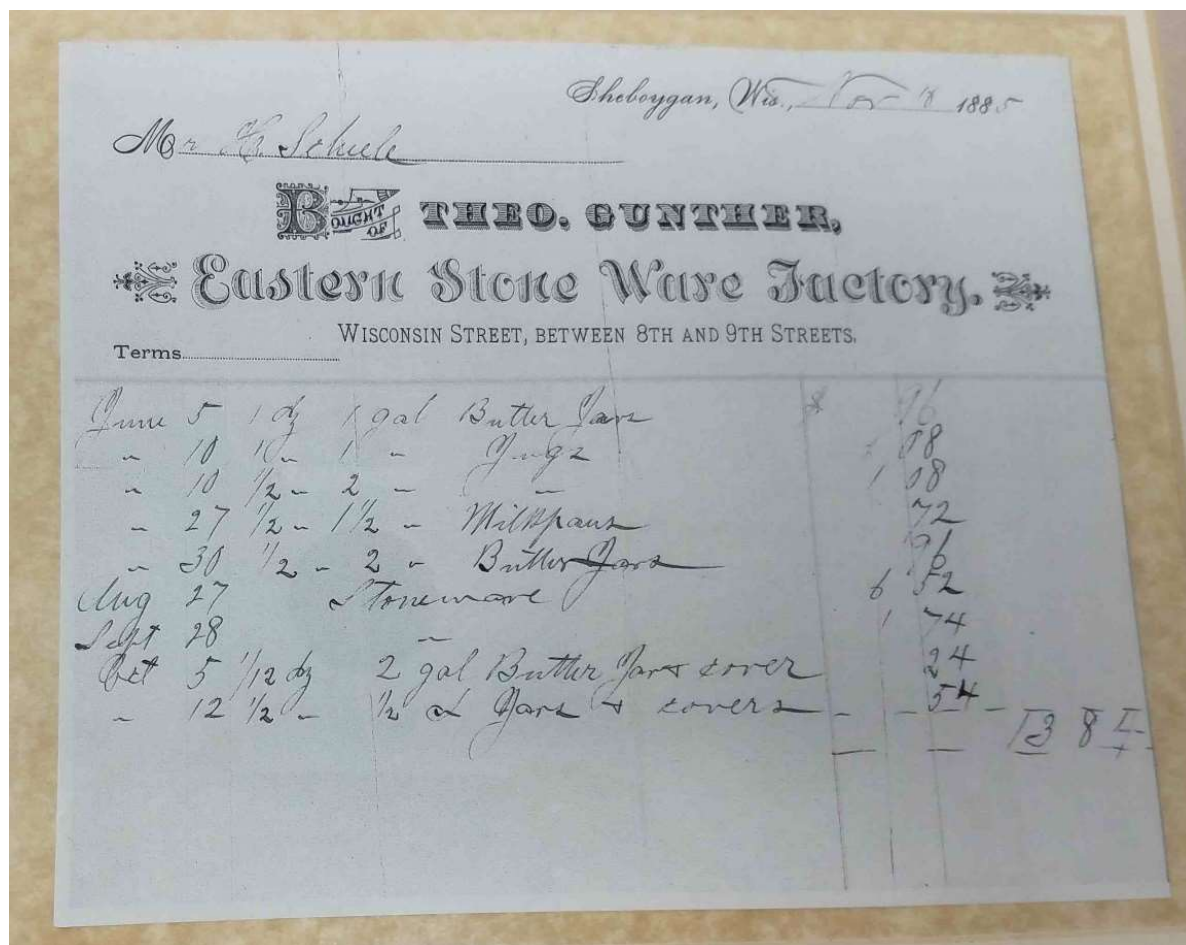 Sheboygan, Wis., Nov 1885
Mr H. Schuele
BOUGHT OF THEO. GUNTHER,
Eastern Stone Ware Factory.
WISCONSIN STREET, BETWEEN 8TH AND 9TH STREETS.
Terms
June 5 1 dz 1 gal Butter Jars $ 96
" 10 1 " 1 " Jugs 1 08
" 10 1/2 " 2 " " 1 08
" 27 1/2 " 1 1/2 " Milkpans 72
" 30 1/2 " 2 " Butter Jars 96
Aug 27 Stoneware 6 52
Sept 28 " 1 74
Oct 5 1/12 dz 2 gal Butter Jar & cover 24
" 12 1/2 " 1/2 Jars & covers 54
13 84